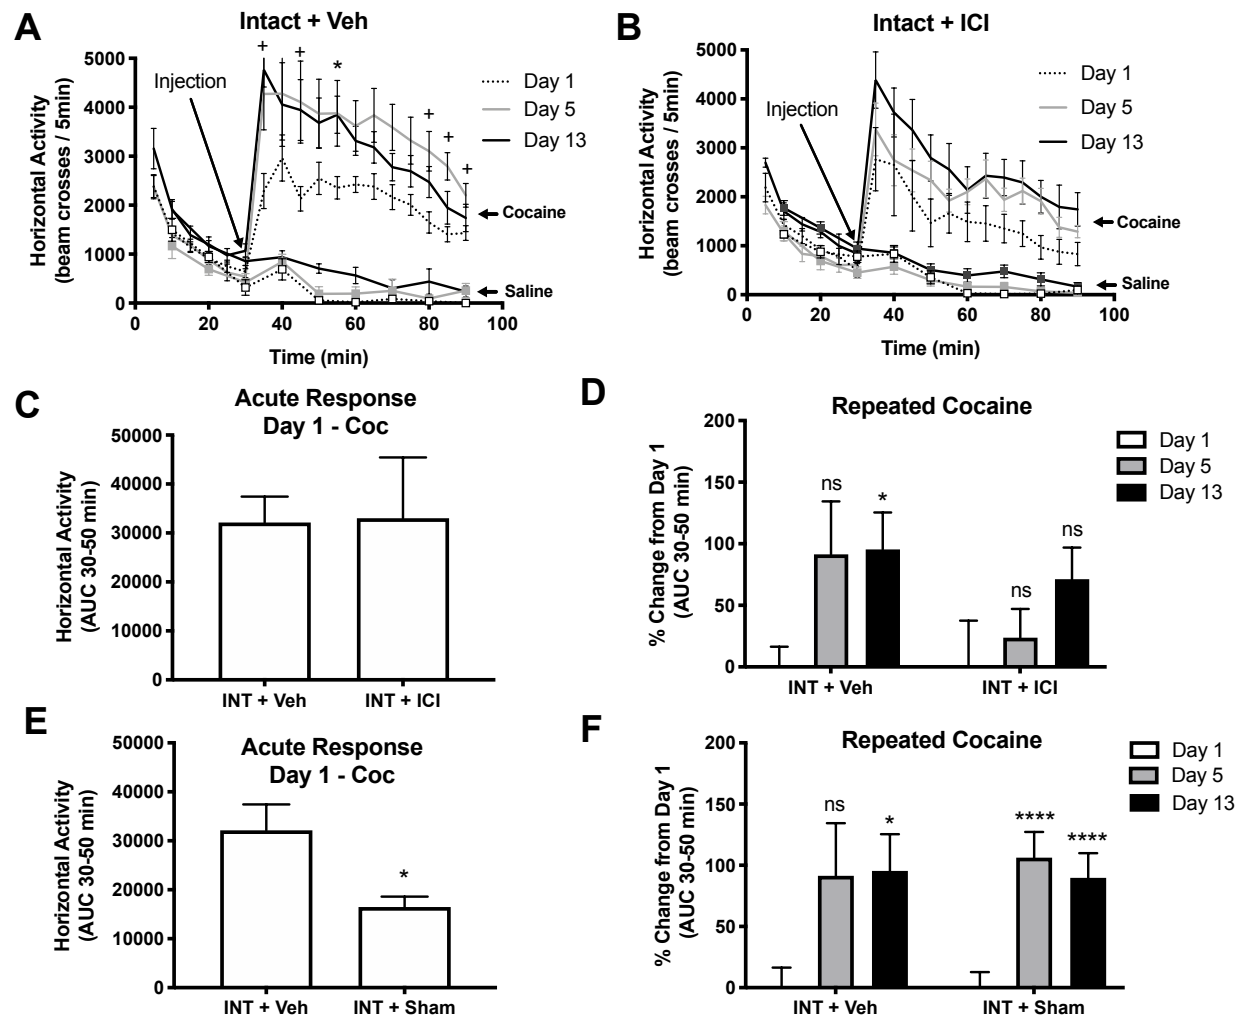 A
Intact + Veh
Horizontal Activity
(beam crosses / 5min)
5000
4000
3000
2000
1000
0
Injection
+
+
*
+
+
+
Day 1
Day 5
Day 13
Cocaine
Saline
0
20
40
60
80
100
Time (min)
B
Intact + ICI
Horizontal Activity
(beam crosses / 5min)
5000
4000
3000
2000
1000
0
Injection
Day 1
Day 5
Day 13
Cocaine
Saline
0
20
40
60
80
100
Time (min)
C
Acute Response
Day 1 - Coc
Horizontal Activity
(AUC 30-50 min)
50000
40000
30000
20000
10000
0
INT + Veh
INT + ICI
D
Repeated Cocaine
% Change from Day 1
(AUC 30-50 min)
200
150
100
50
0
ns
*
ns
ns
Day 1
Day 5
Day 13
INT + Veh
INT + ICI
E
Acute Response
Day 1 - Coc
Horizontal Activity
(AUC 30-50 min)
50000
40000
30000
20000
10000
0
*
INT + Veh
INT + Sham
F
Repeated Cocaine
% Change from Day 1
(AUC 30-50 min)
200
150
100
50
0
ns
*
****
****
Day 1
Day 5
Day 13
INT + Veh
INT + Sham